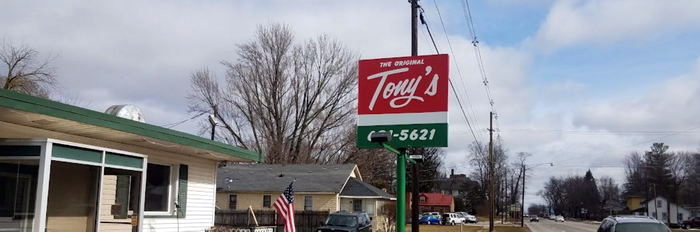 THE ORIGINAL
Tony's
-5621